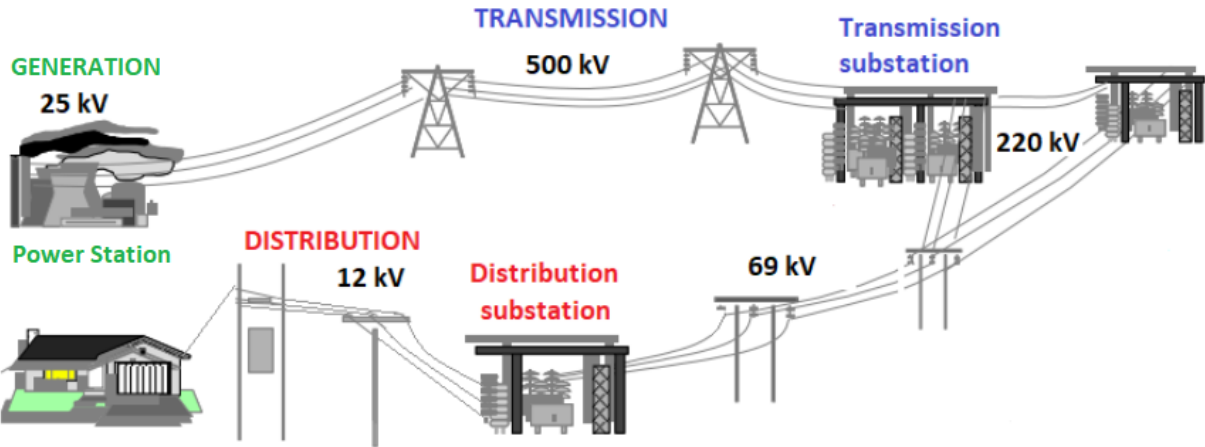 TRANSMISSION
GENERATION
25 kV
500 kV
Transmission
substation
220 kV
Power Station
DISTRIBUTION
12 kV
Distribution
substation
69 kV